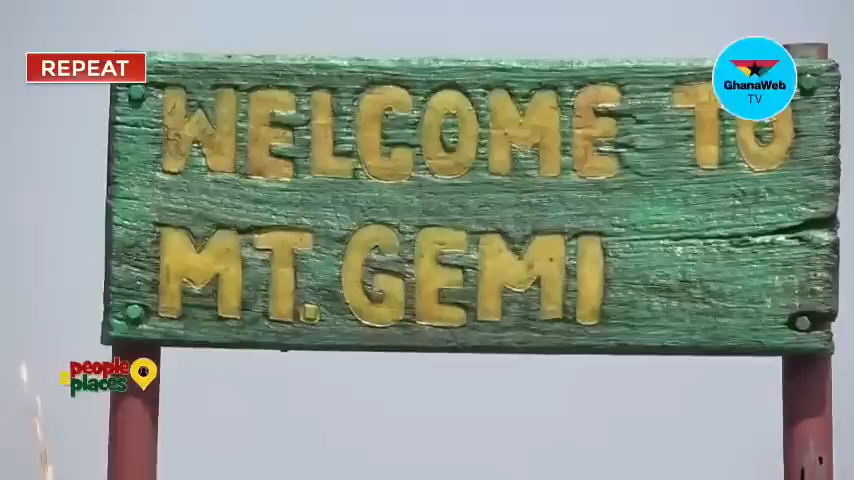 REPEAT
GhanaWeb
TV
WELCOME TO
MT. GEMI
people
& places